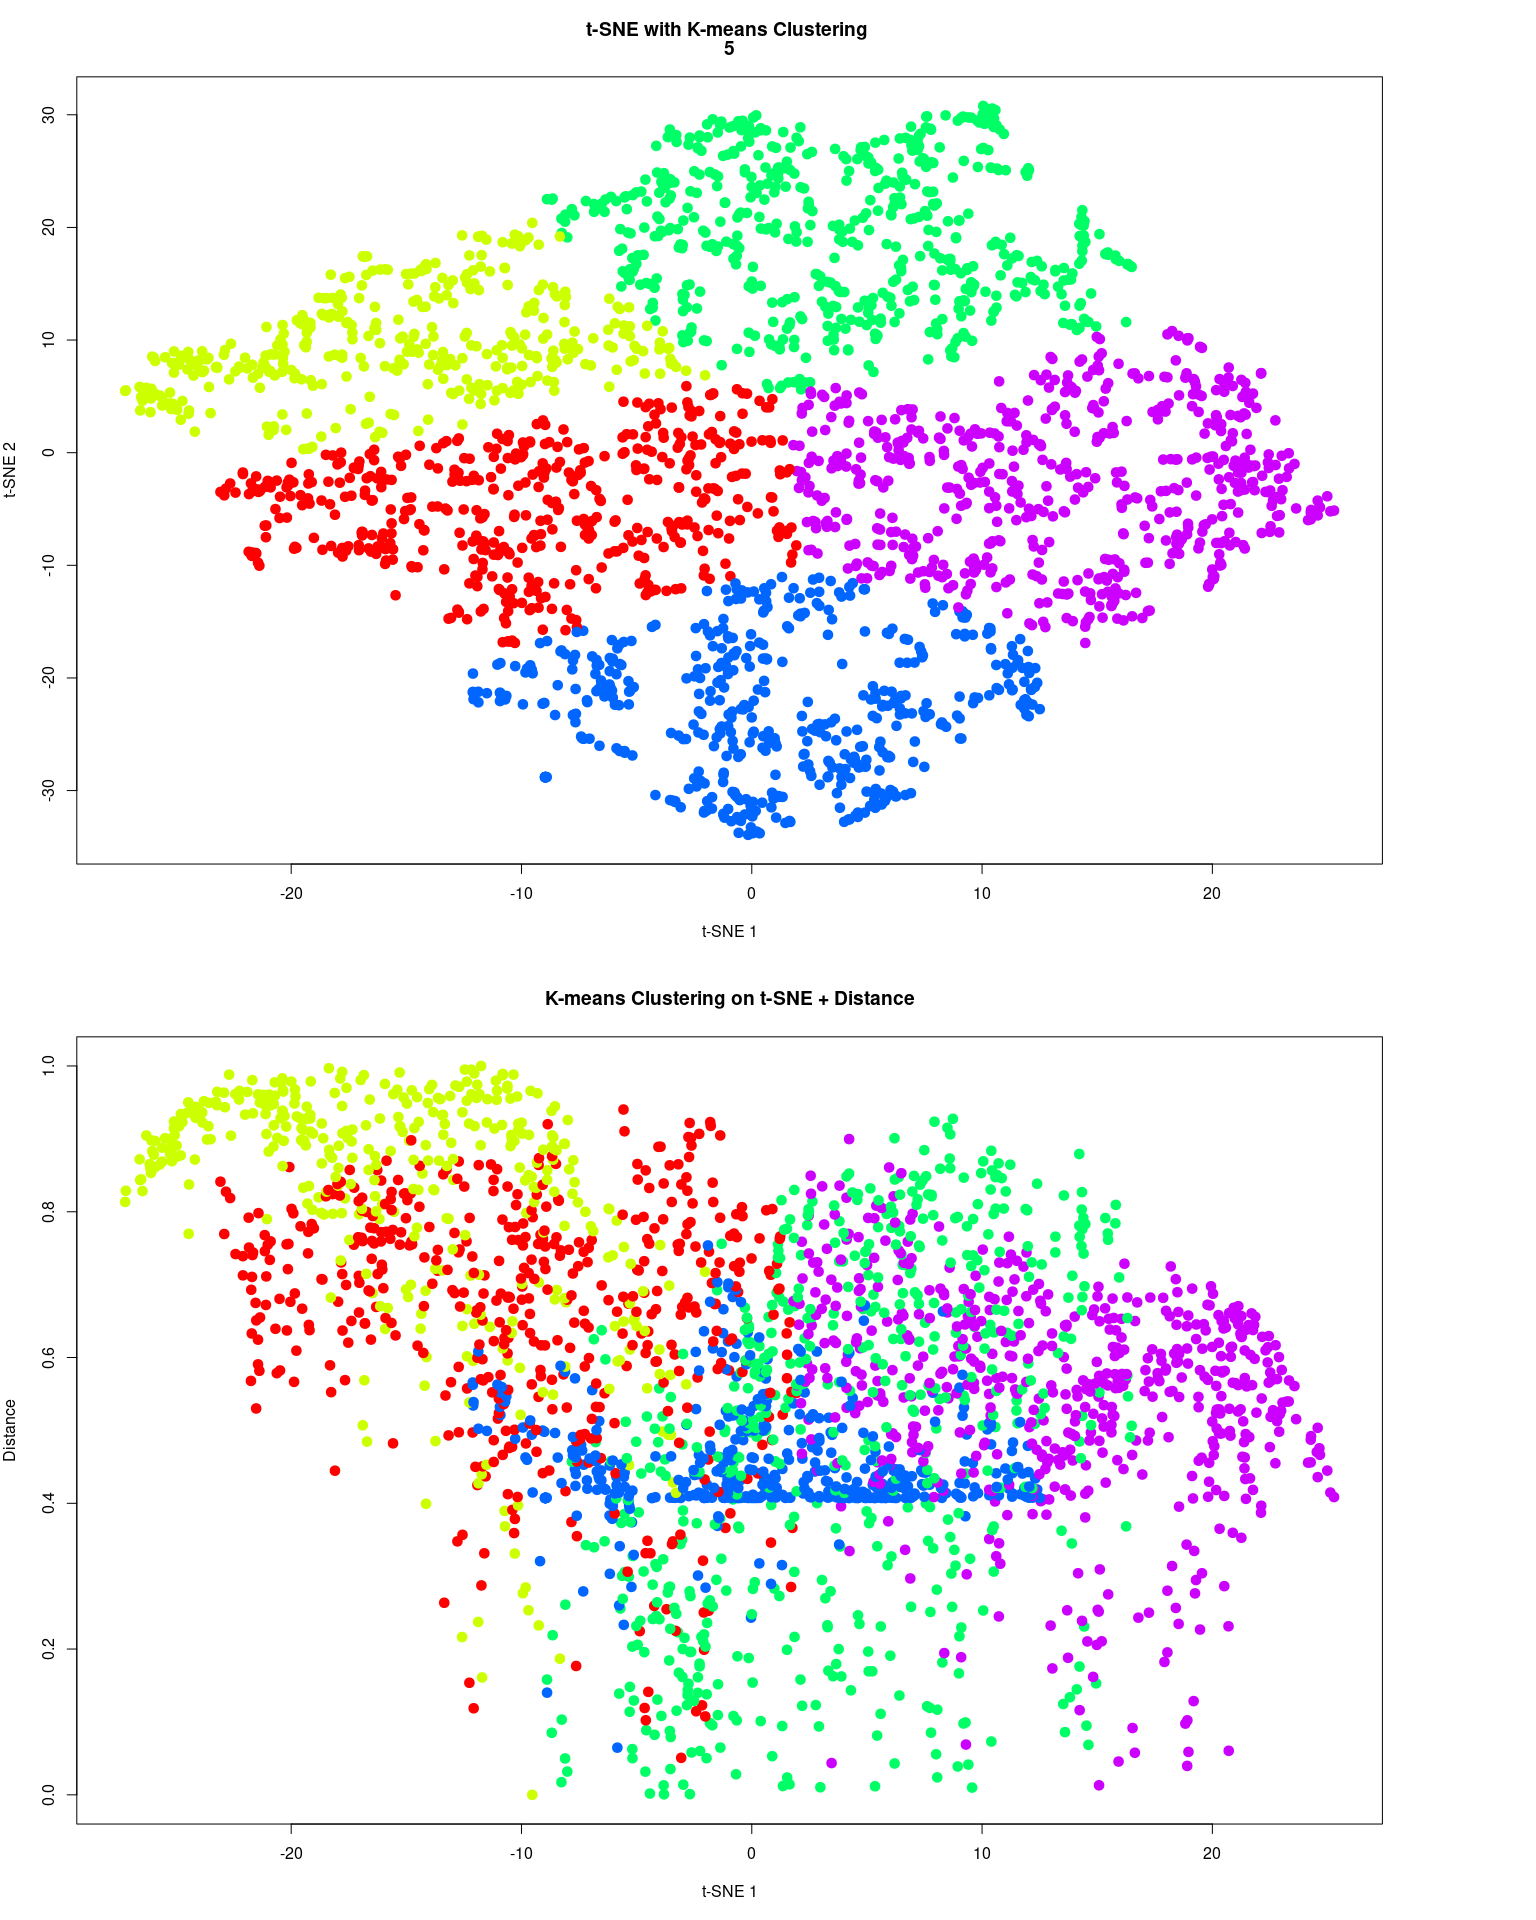 t-SNE with K-means Clustering
5
30
20
10
0
-10
-20
-30
t-SNE 2
-20 -10 0 10 20
t-SNE 1
K-means Clustering on t-SNE + Distance
1.0
0.8
0.6
0.4
0.2
0.0
Distance
-20 -10 0 10 20
t-SNE 1